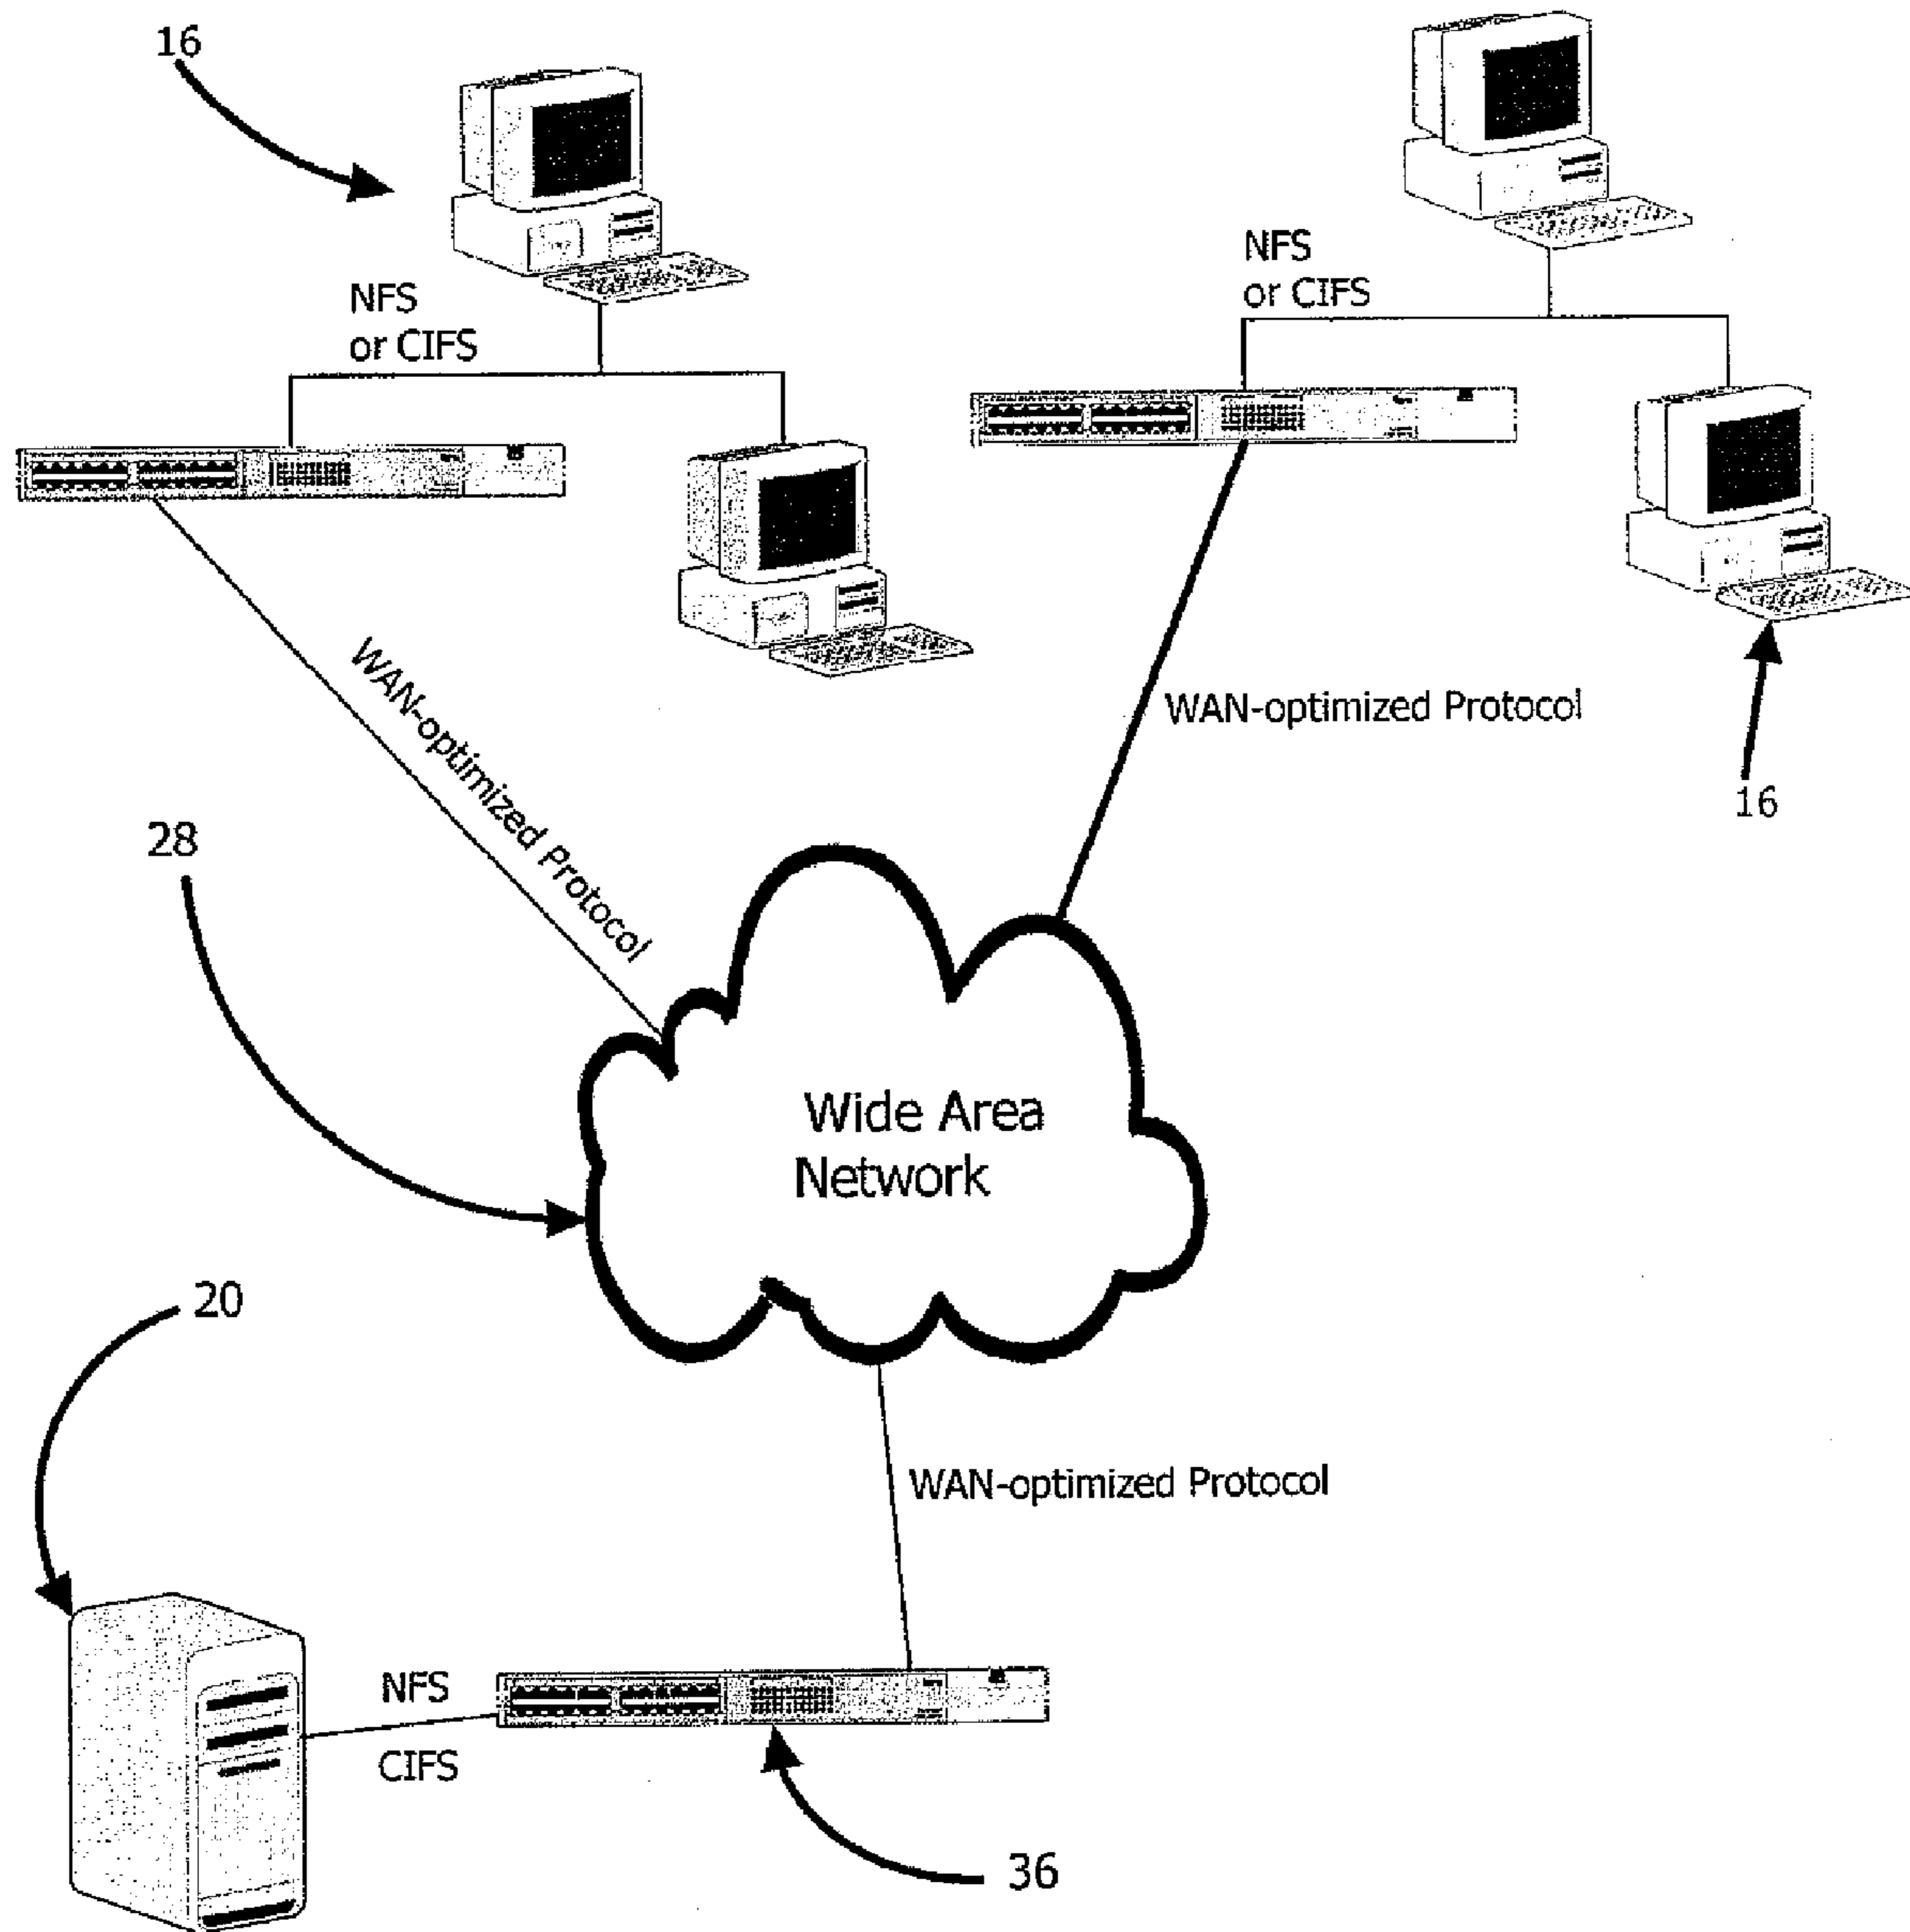 16
NFS
or CIFS
NFS
or CIFS
WAN-optimized Protocol
WAN-optimized Protocol
16
28
Wide Area
Network
20
WAN-optimized Protocol
NFS
CIFS
36